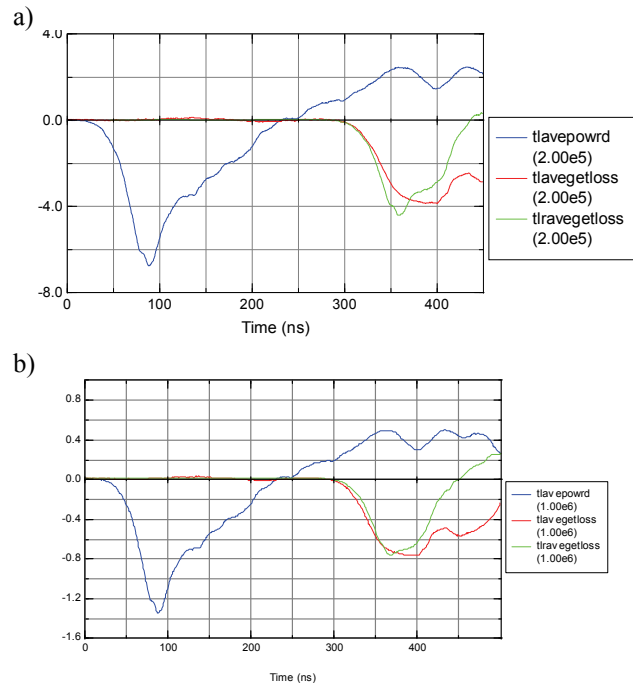 a)
4.0
0.0
-4.0
-8.0
0 100 200 300 400
Time (ns)
tlavepowrd
(2.00e5)
tlavegetloss
(2.00e5)
tlravegetloss
(2.00e5)
b)
0.8
0.4
0.0
-0.4
-0.8
-1.2
-1.6
0 100 200 300 400 500
Time (ns)
tlav epowrd
(1.00e6)
tlav egetloss
(1.00e6)
tlrav egetloss
(1.00e6)